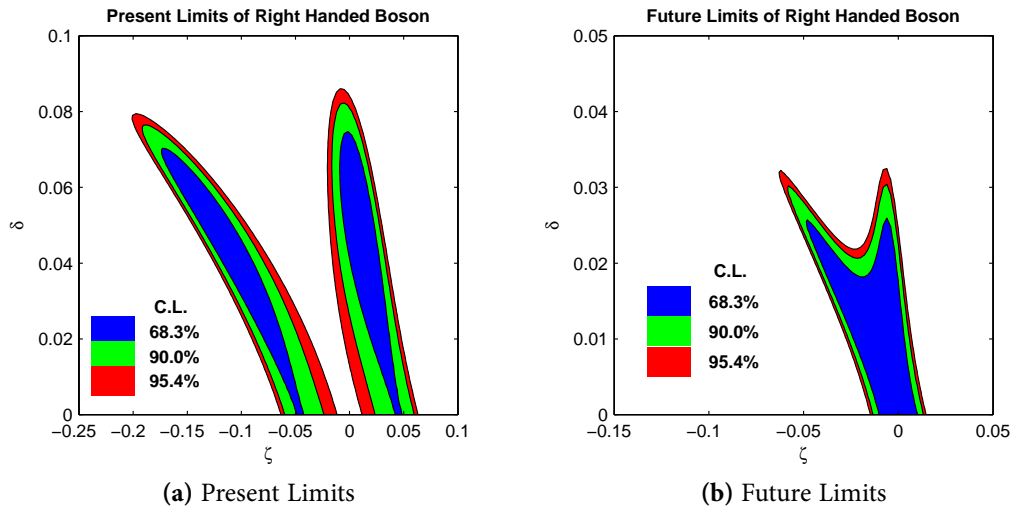 Present Limits of Right Handed Boson
0.1
0.08
0.06
0.04
0.02
0
δ
C.L.
68.3%
90.0%
95.4%
−0.25 −0.2 −0.15 −0.1 −0.05 0 0.05 0.1
ζ
(a) Present Limits
Future Limits of Right Handed Boson
0.05
0.04
0.03
0.02
0.01
0
δ
C.L.
68.3%
90.0%
95.4%
−0.15 −0.1 −0.05 0 0.05
ζ
(b) Future Limits